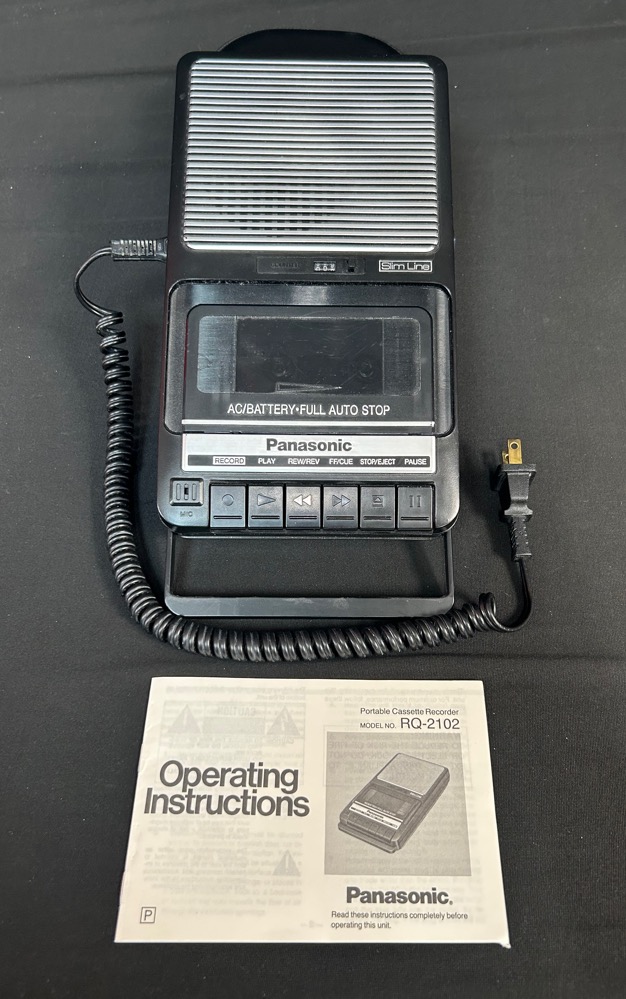 Slim Line
AC/BATTERY•FULL AUTO STOP
Panasonic
RECORD PLAY REW/REV FF/CUE STOP/EJECT PAUSE
MIC
Portable Cassette Recorder
MODEL NO. RQ-2102
Operating
Instructions
Panasonic
Panasonic®
P
Read these instructions completely before
operating this unit.